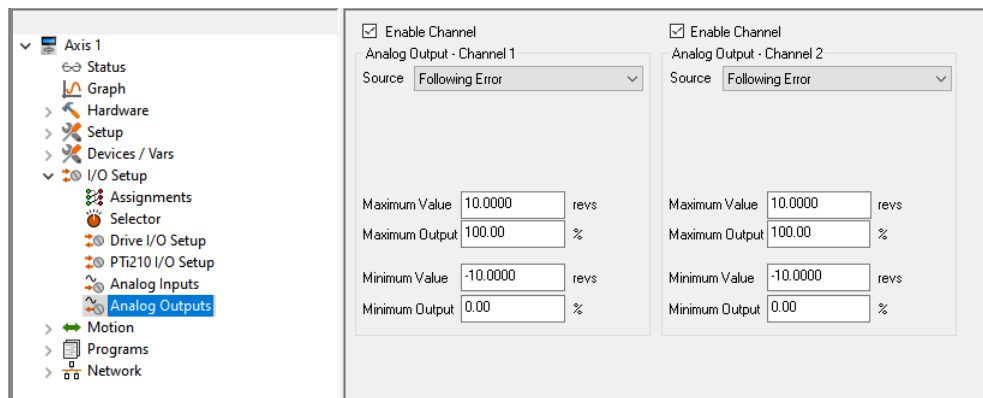 Axis 1
Status
Graph
Hardware
Setup
Devices / Vars
I/O Setup
Assignments
Selector
Drive I/O Setup
PTi210 I/O Setup
Analog Inputs
Analog Outputs
Motion
Programs
Network
Enable Channel
Analog Output - Channel 1
Source Following Error
Maximum Value 10.0000 revs
Maximum Output 100.00 %
Minimum Value -10.0000 revs
Minimum Output 0.00 %
Enable Channel
Analog Output - Channel 2
Source Following Error
Maximum Value 10.0000 revs
Maximum Output 100.00 %
Minimum Value -10.0000 revs
Minimum Output 0.00 %